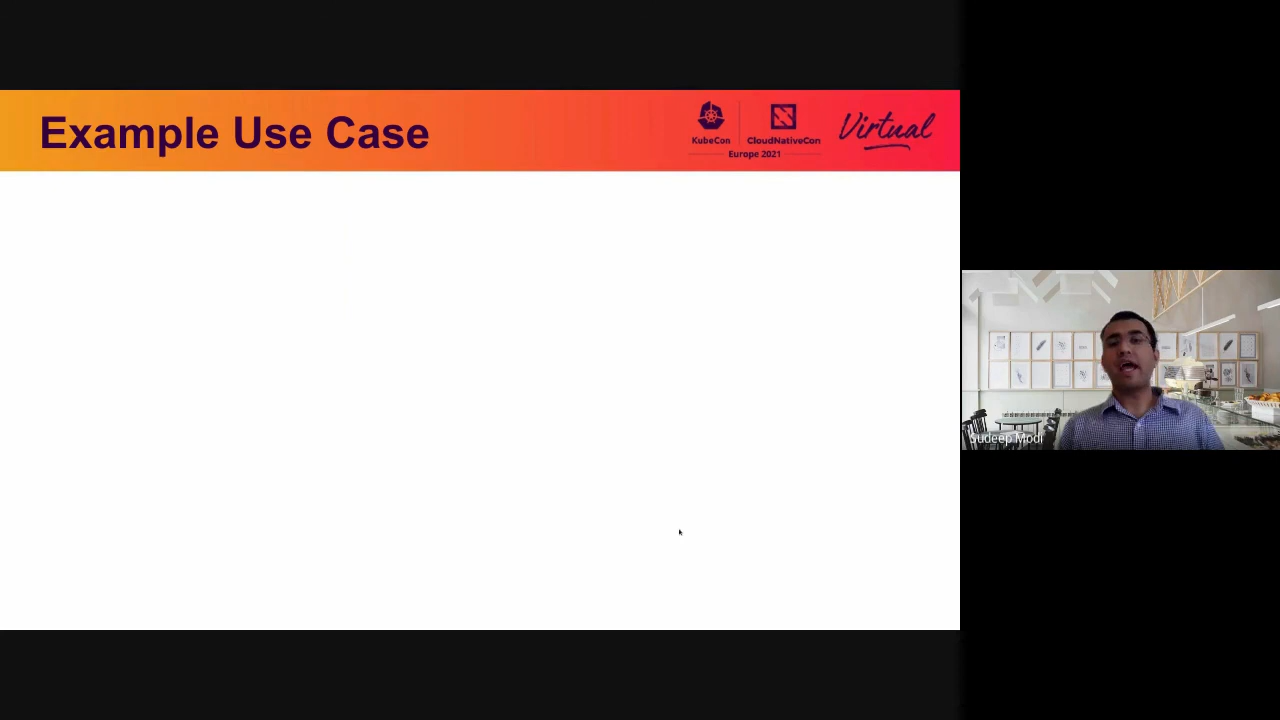 Example Use Case
KubeCon
CloudNativeCon
Europe 2021
Virtual
Sudeep Modi